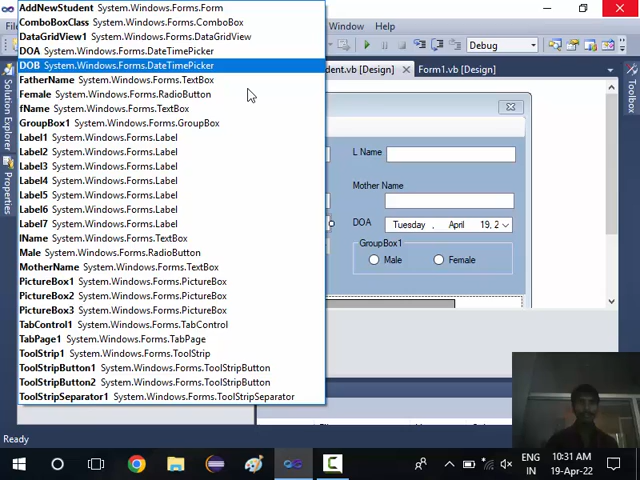 AddNewStudent System.Windows.Forms.Form
ComboBoxClass System.Windows.Forms.ComboBox
DataGridView1 System.Windows.Forms.DataGridView
DOA System.Windows.Forms.DateTimePicker
DOB System.Windows.Forms.DateTimePicker
FatherName System.Windows.Forms.TextBox
Female System.Windows.Forms.RadioButton
fName System.Windows.Forms.TextBox
GroupBox1 System.Windows.Forms.GroupBox
Label1 System.Windows.Forms.Label
Label2 System.Windows.Forms.Label
Label3 System.Windows.Forms.Label
Label4 System.Windows.Forms.Label
Label5 System.Windows.Forms.Label
Label6 System.Windows.Forms.Label
Label7 System.Windows.Forms.Label
lName System.Windows.Forms.TextBox
Male System.Windows.Forms.RadioButton
MotherName System.Windows.Forms.TextBox
PictureBox1 System.Windows.Forms.PictureBox
PictureBox2 System.Windows.Forms.PictureBox
PictureBox3 System.Windows.Forms.PictureBox
TabControl1 System.Windows.Forms.TabControl
TabPage1 System.Windows.Forms.TabPage
ToolStrip1 System.Windows.Forms.ToolStrip
ToolStripButton1 System.Windows.Forms.ToolStripButton
ToolStripButton2 System.Windows.Forms.ToolStripButton
ToolStripSeparator1 System.Windows.Forms.ToolStripSeparator
Window Help
Debug
dent.vb [Design] Form1.vb [Design]
Solution Explorer
Properties
L Name
Mother Name
DOA Tuesday , April 19, 2
GroupBox1
Male Female
Ready
ENG 10:31 AM
IN 19-Apr-22